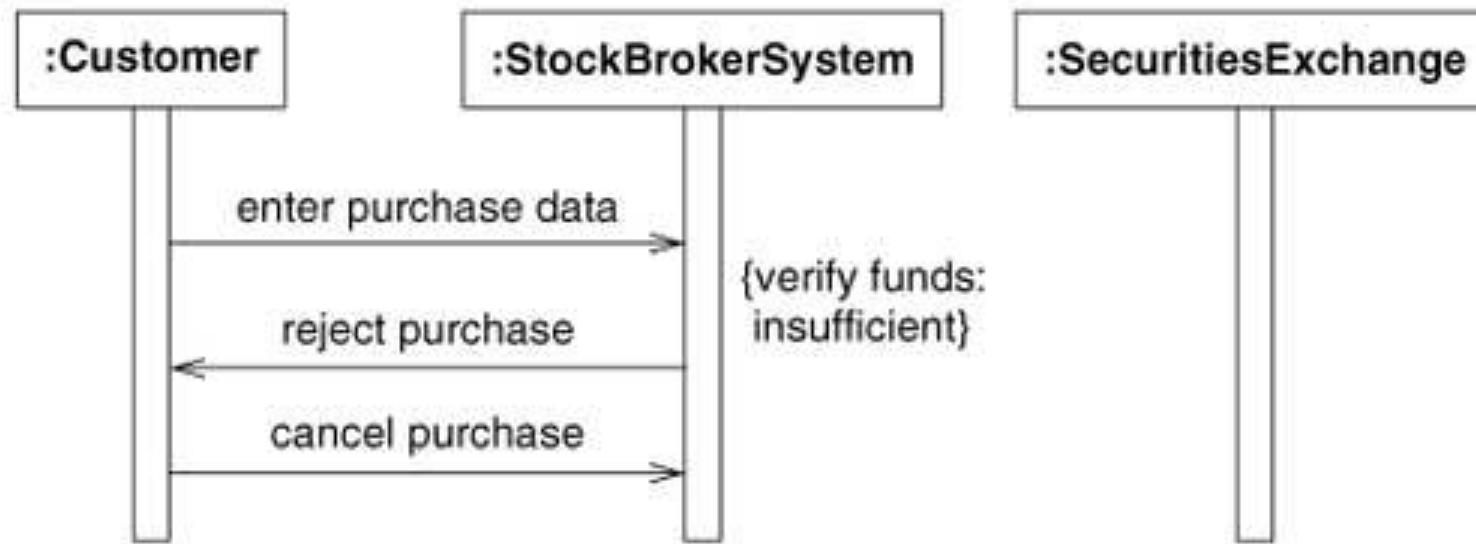 :Customer
:StockBrokerSystem
:SecuritiesExchange
enter purchase data
{verify funds:
insufficient}
reject purchase
cancel purchase